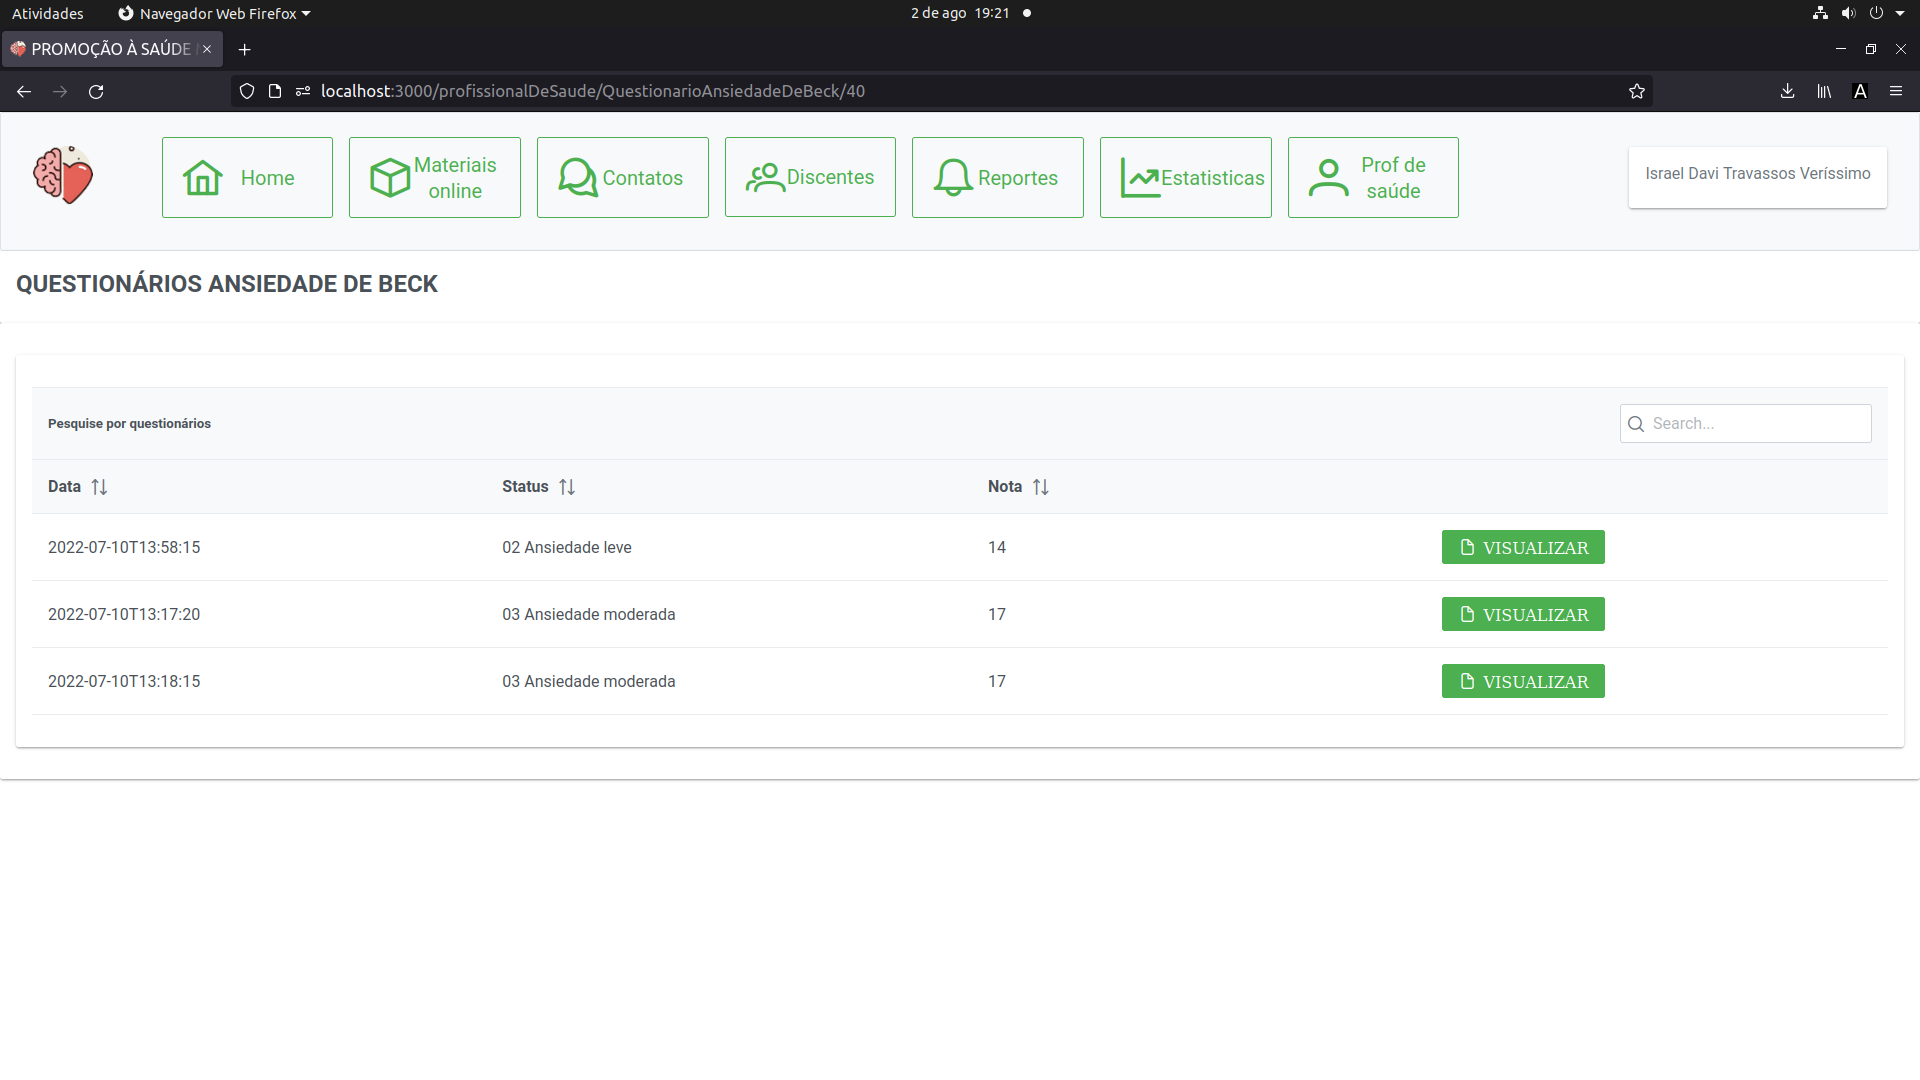 Atividades
Navegador Web Firefox
2 de ago 19:21
PROMOÇÃO À SAÚDE
localhost:3000/profissionalDeSaude/QuestionarioAnsiedadeDeBeck/40
A
Home
Materiais
online
Contatos
Discentes
Reportes
Estatisticas
Prof de
saúde
Israel Davi Travassos Veríssimo
QUESTIONÁRIOS ANSIEDADE DE BECK
Pesquise por questionários
Search...
Data Status Nota
2022-07-10T13:58:15 02 Ansiedade leve 14 VISUALIZAR
2022-07-10T13:17:20 03 Ansiedade moderada 17 VISUALIZAR
2022-07-10T13:18:15 03 Ansiedade moderada 17 VISUALIZAR